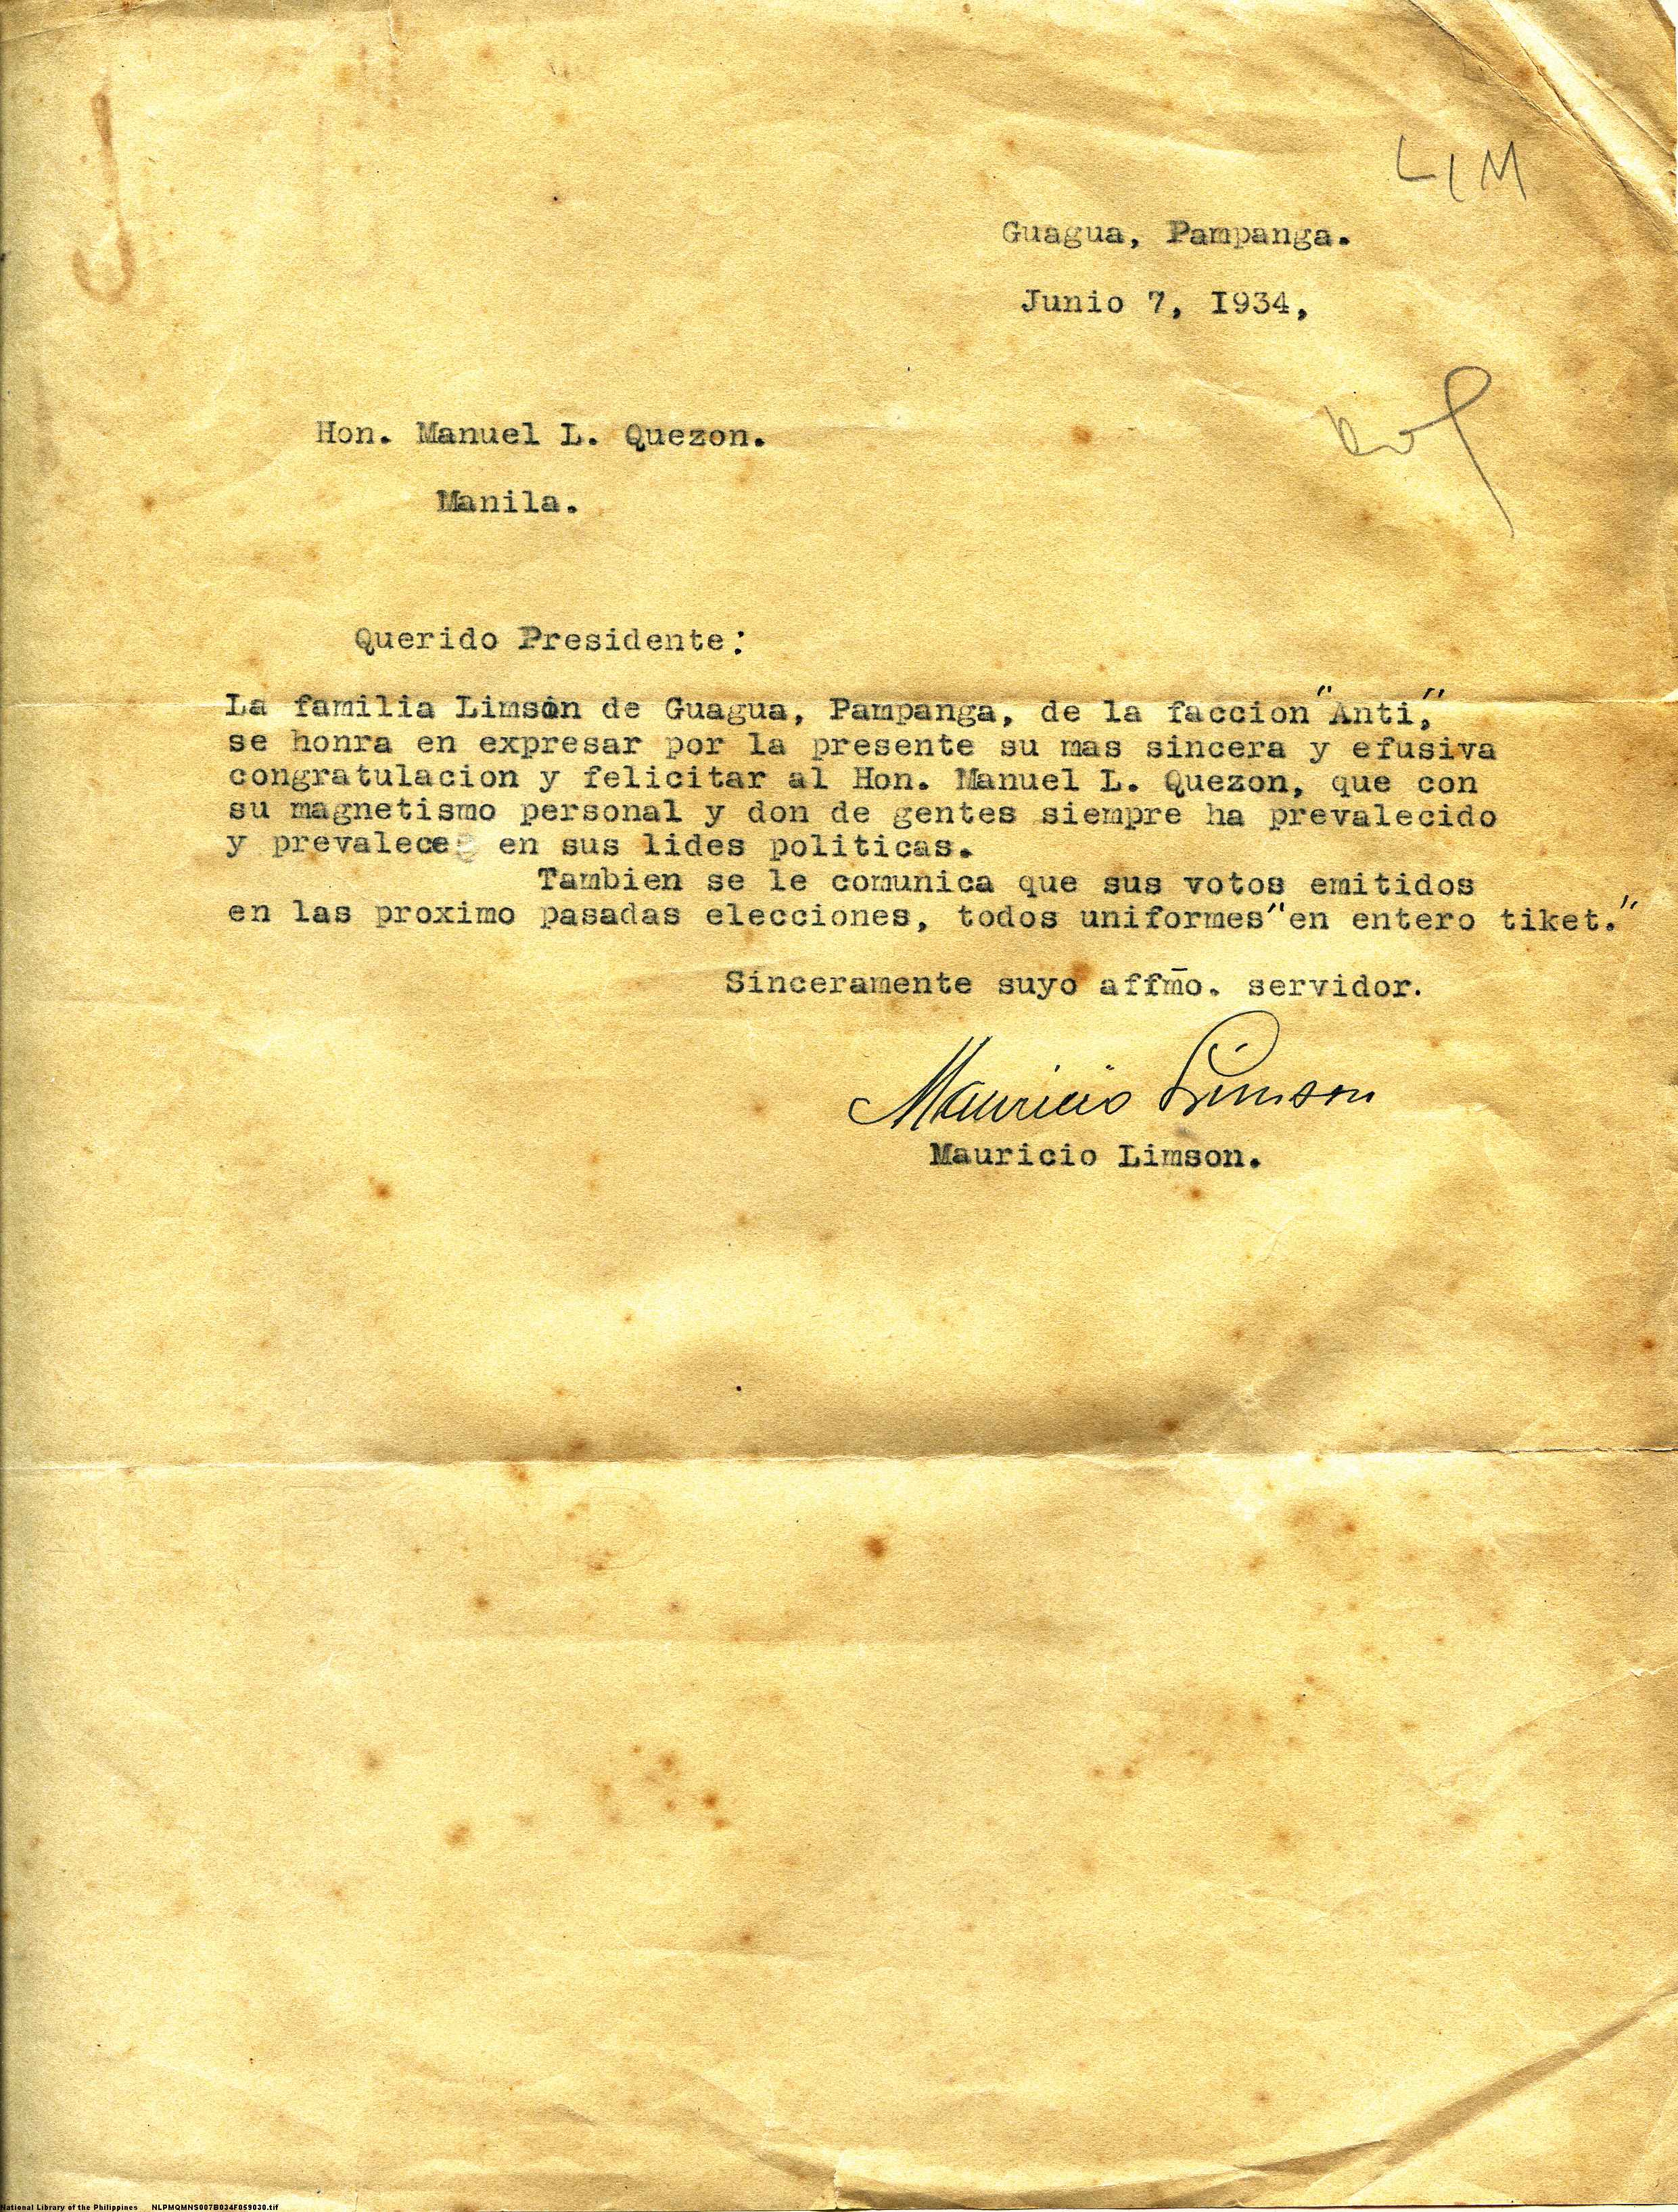 LIM
Guagua, Pampanga.
Junio 7, I934,
Hon. Manuel L. Quezon.
Manila.
Querido Presidente:
La familia Limson de Guagua, Pampanga, de la faccion "Anti,"
se honra en expresar por la presente su mas sincera y efusiva
congratulacion y felicitar al Hon. Manuel L. Quezon, que con
su magnetismo personal y don de gentes siempre ha prevalecido
y prevalece en sus lides politicas.
Tambien se le comunica que sus votos emitidos
en las proximo pasadas elecciones, todos uniformes "en entero tiket."
Sinceramente suyo affm̄o. servidor.
Mauricio Limson
Mauricio Limson.
National Library of the Philippines NLPMQMNS007B034F059030.tif